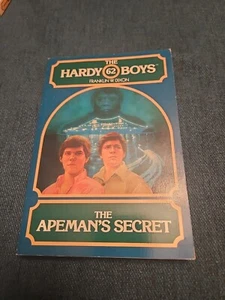 THE
HARDY 62 BOYS
FRANKLIN W. DIXON
THE
APEMAN'S SECRET